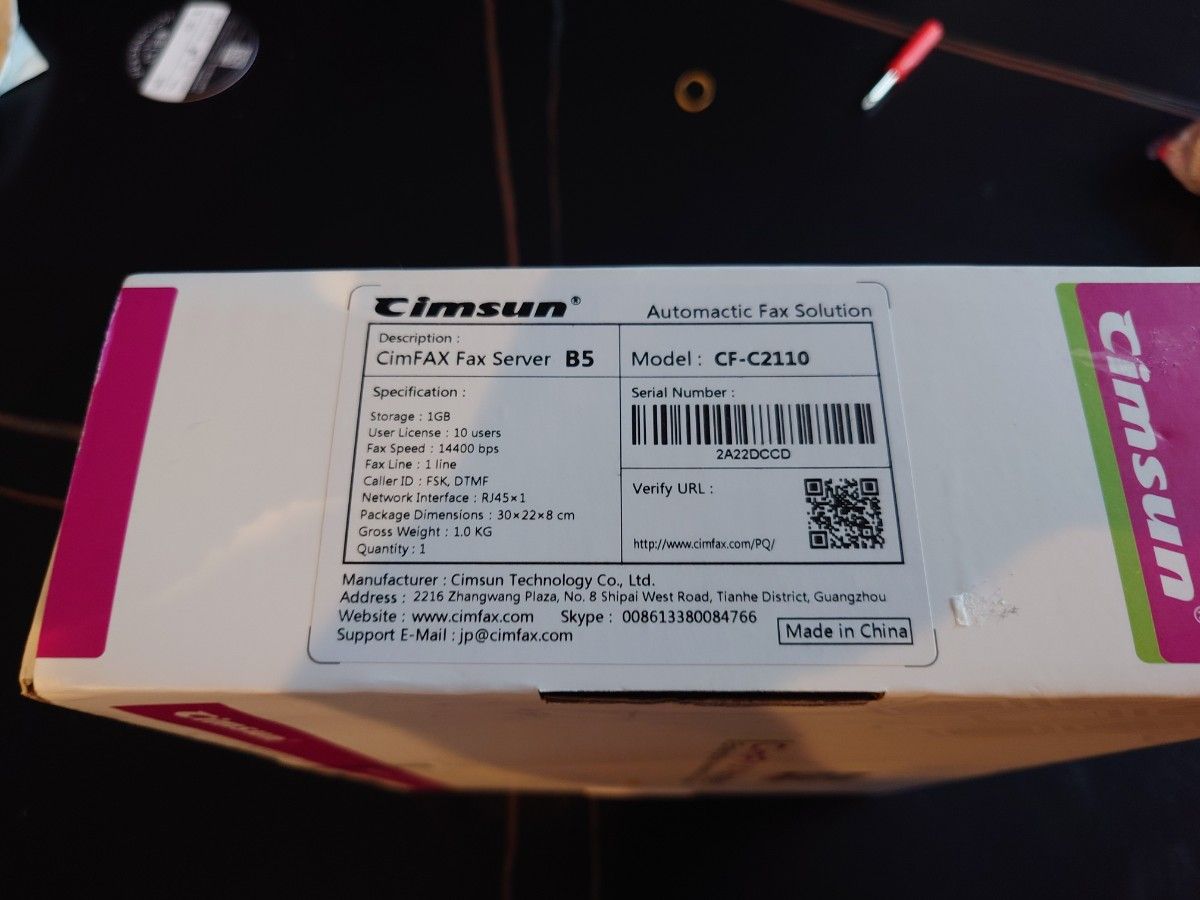 Cimsun®
Automactic Fax Solution
Description :
CimFAX Fax Server B5
Model : CF-C2110
Specification :
Storage : 1GB
User License : 10 users
Fax Speed : 14400 bps
Fax Line : 1 line
Caller ID : FSK, DTMF
Network Interface : RJ45×1
Package Dimensions : 30×22×8 cm
Gross Weight : 1.0 KG
Quantity : 1
Serial Number :
2A22DCCD
Verify URL :
http://www.cimfax.com/PQ/
Manufacturer : Cimsun Technology Co., Ltd.
Address : 2216 Zhangwang Plaza, No. 8 Shipai West Road, Tianhe District, Guangzhou
Website : www.cimfax.com Skype : 008613380084766
Support E-Mail : jp@cimfax.com
Made in China
Cimsun®
Cimsun